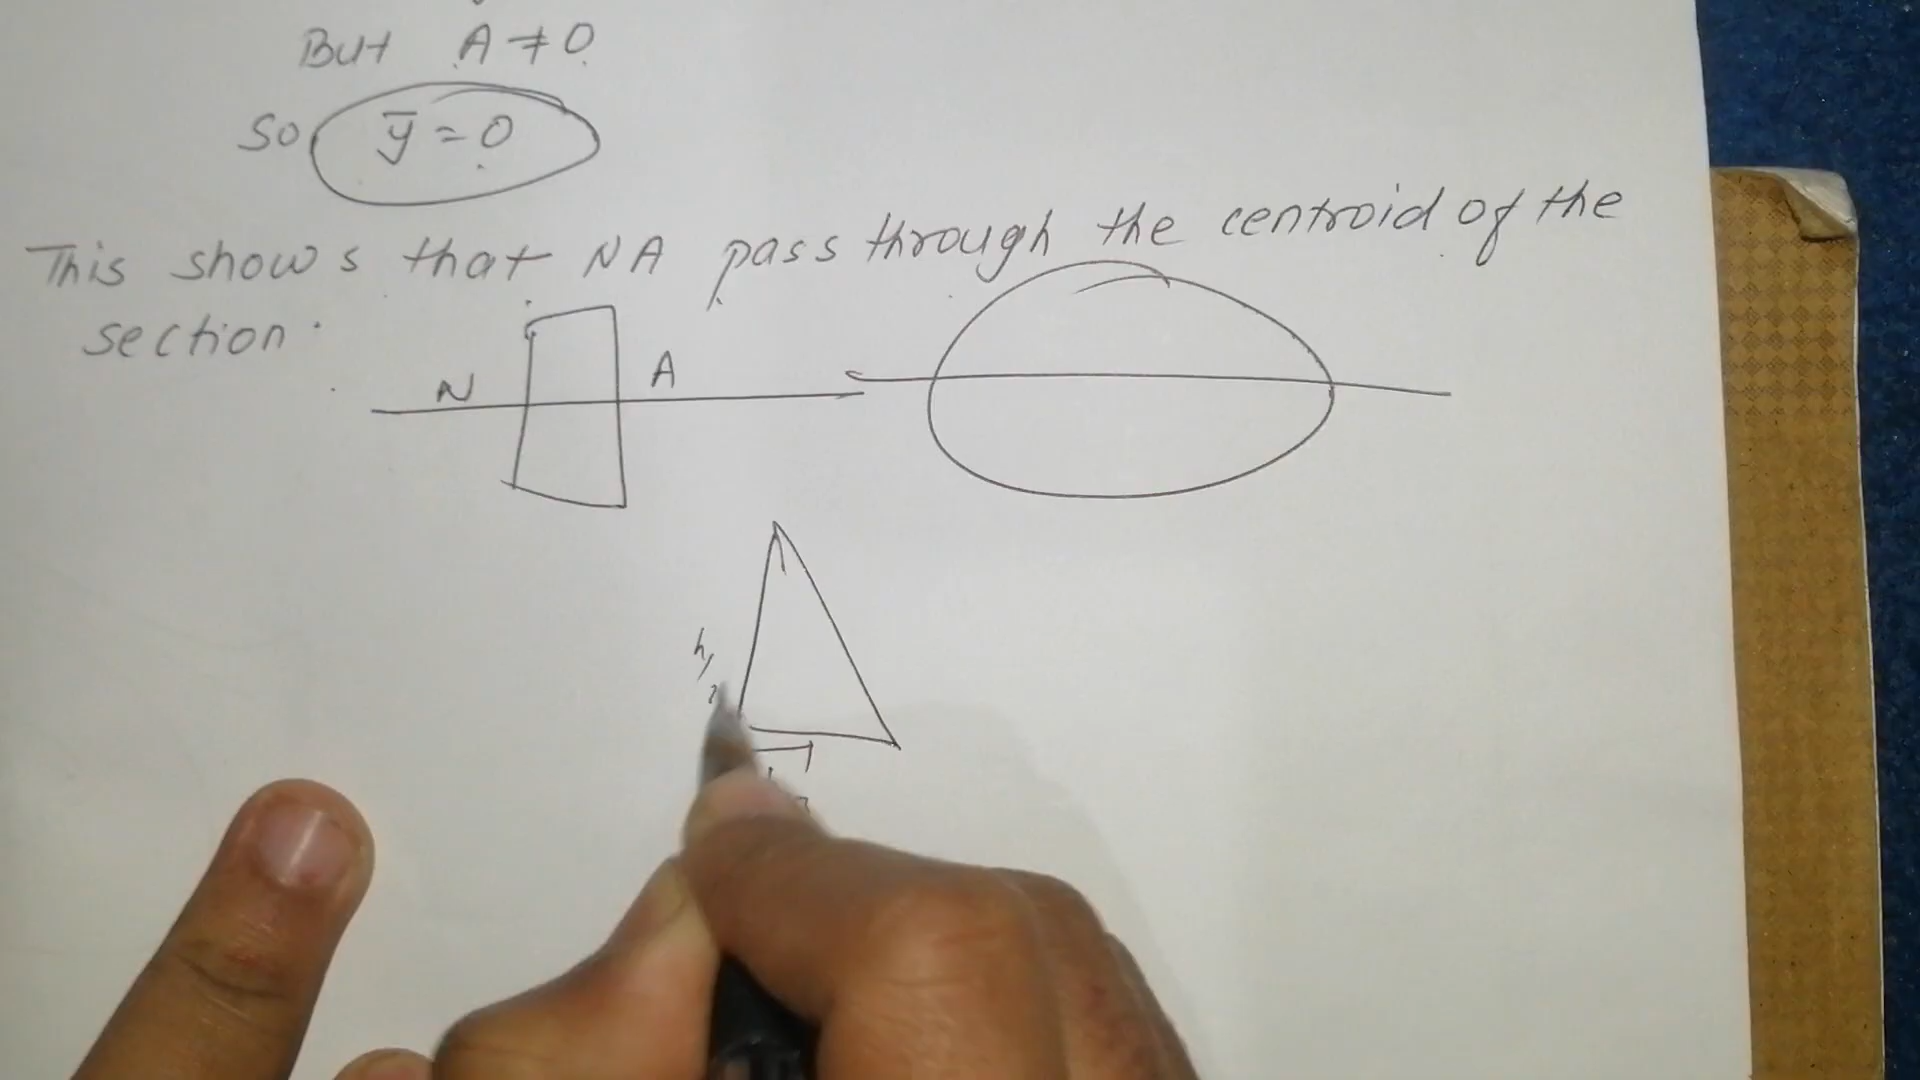 But A ≠ 0
So ȳ = 0
This shows that NA pass through the centroid of the
section.
N A
h/